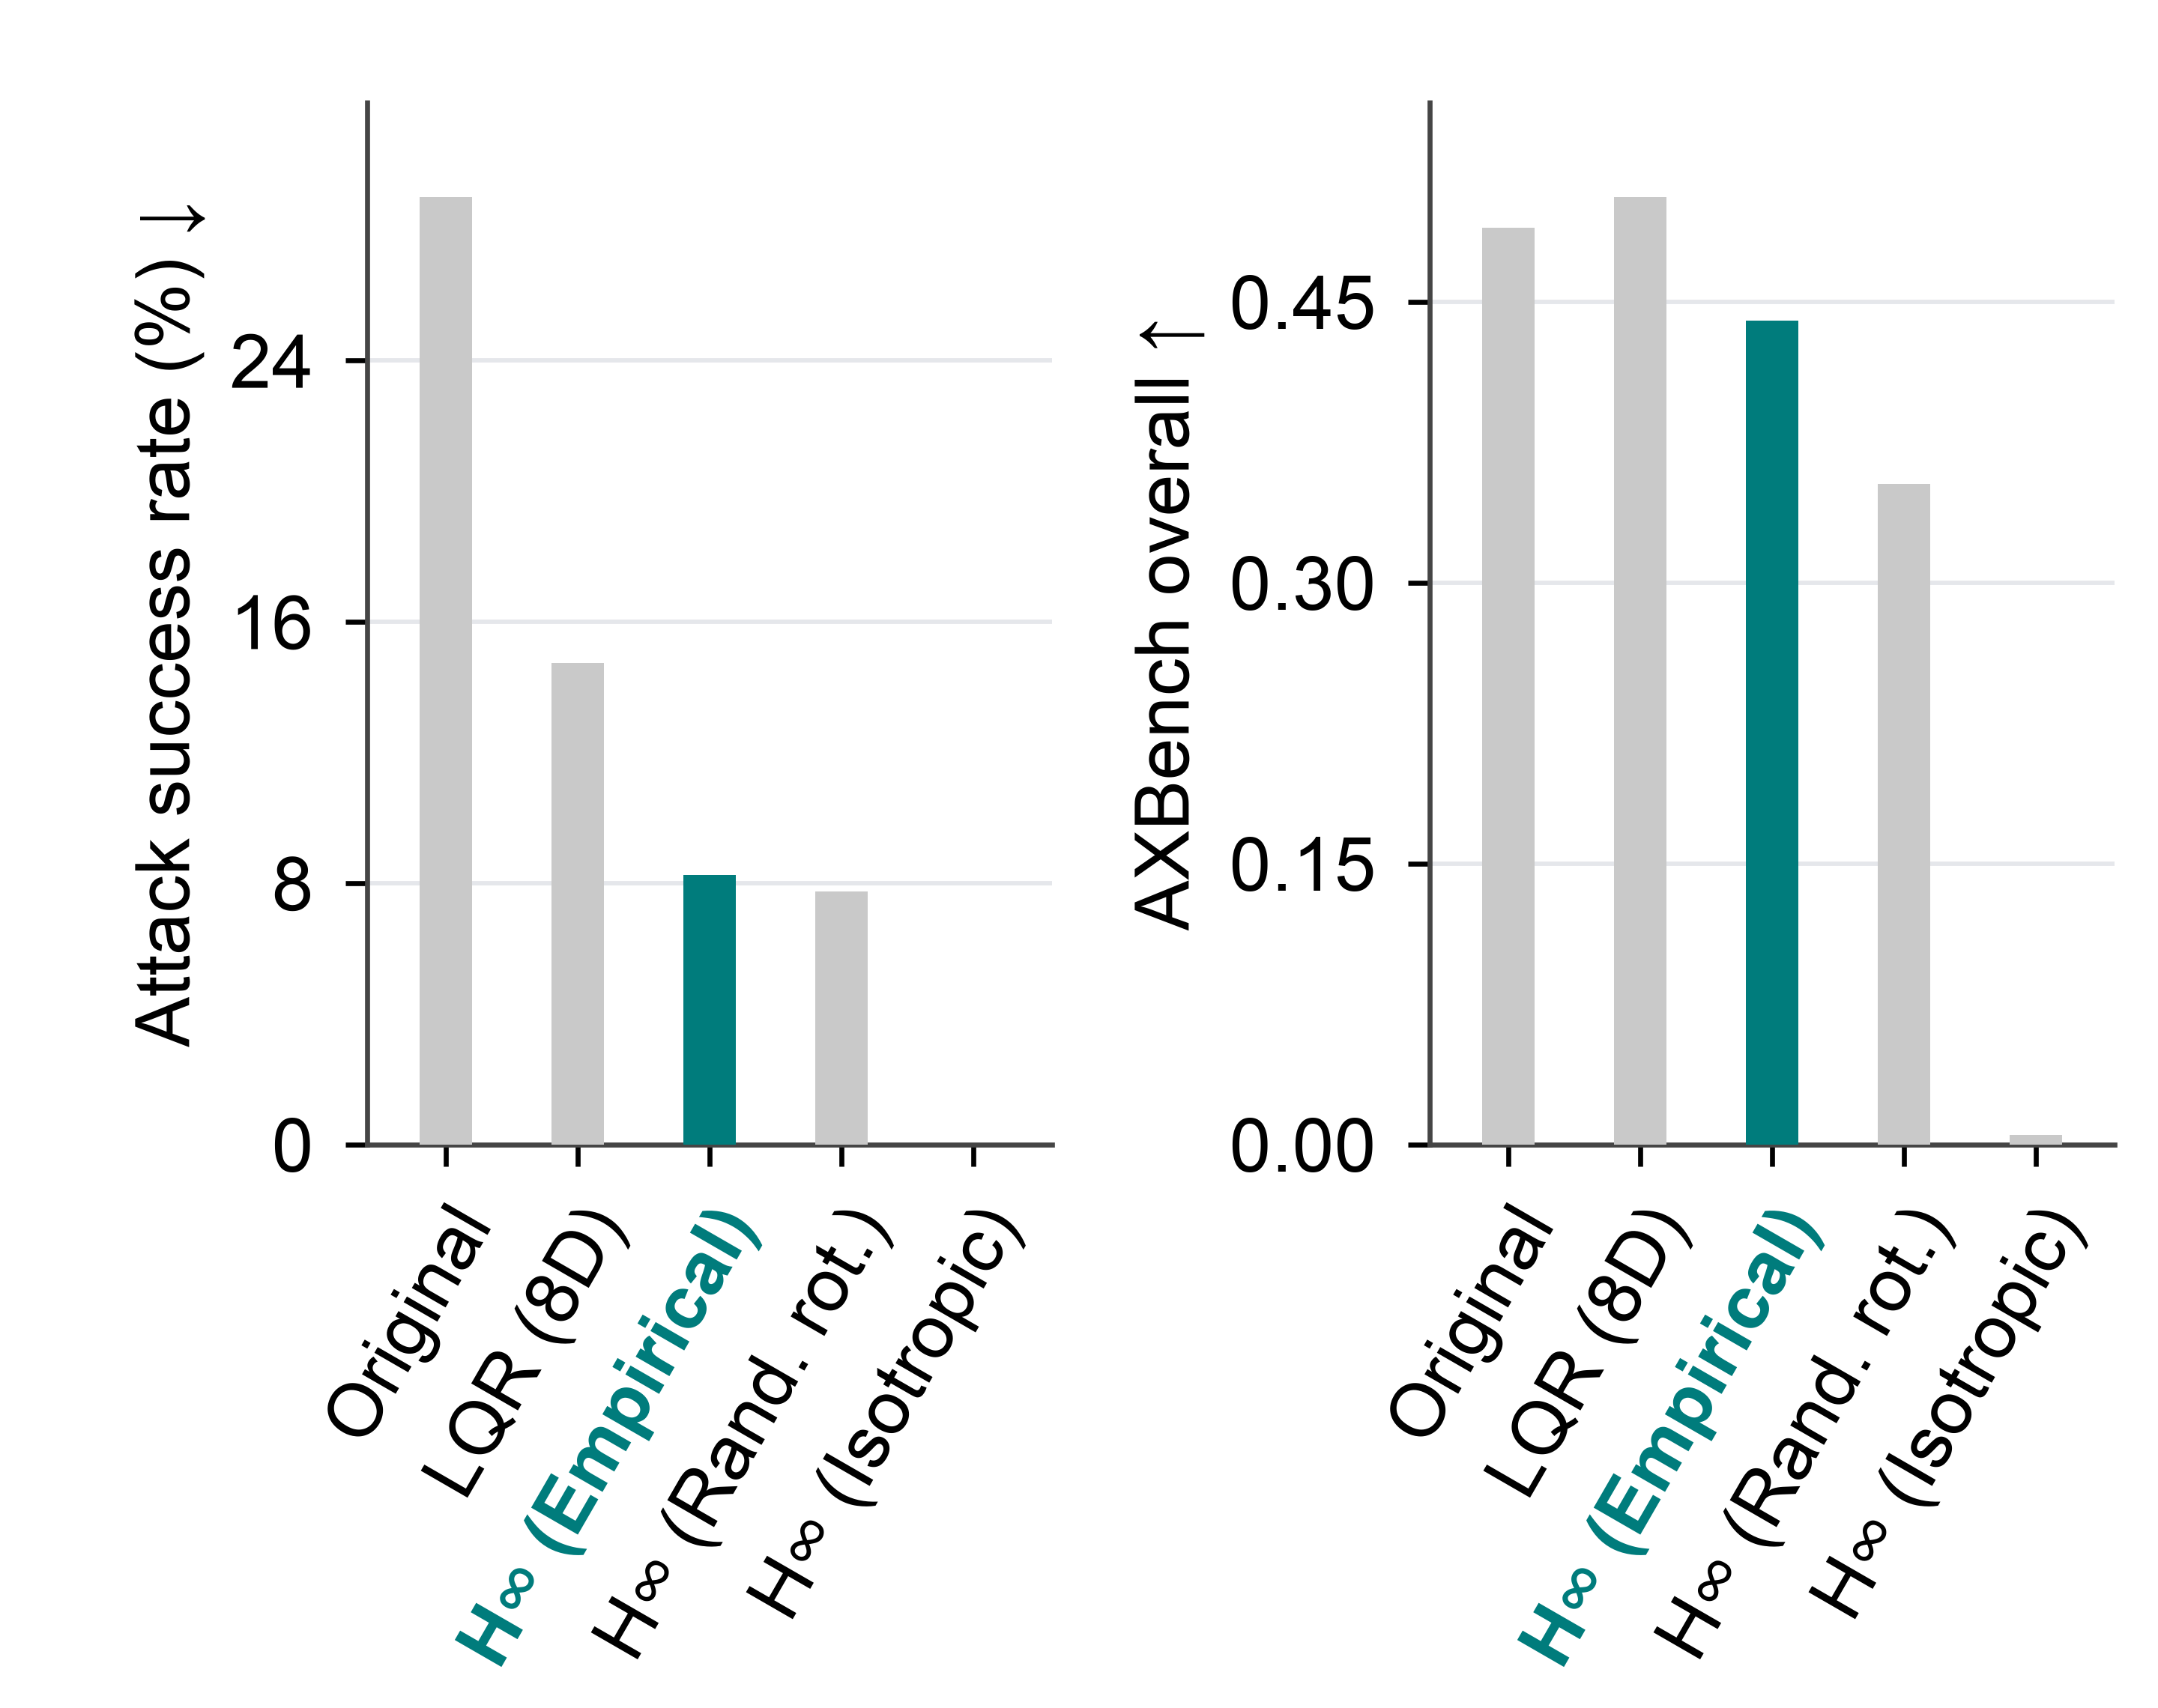 Attack success rate (%) ↓
24
16
8
0
Original
LQR (8D)
H∞ (Empirical)
H∞ (Rand. rot.)
H∞ (Isotropic)
AXBench overall ↑
0.45
0.30
0.15
0.00
Original
LQR (8D)
H∞ (Empirical)
H∞ (Rand. rot.)
H∞ (Isotropic)